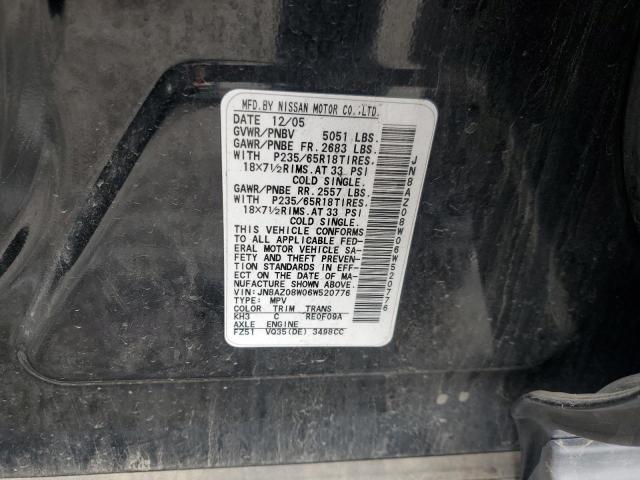 MFD.BY NISSAN MOTOR CO.,LTD.
DATE 12/05
GVWR/PNBV 5051 LBS.
GAWR/PNBE FR.2683 LBS.
WITH P235/65R18TIRES.
18×7½RIMS.AT 33 PSI
COLD SINGLE.
GAWR/PNBE RR.2557 LBS.
WITH P235/65R18TIRES.
18×7½RIMS.AT 33 PSI
COLD SINGLE.
THIS VEHICLE CONFORMS
TO ALL APPLICABLE FED-
ERAL MOTOR VEHICLE SA-
FETY AND THEFT PREVEN-
TION STANDARDS IN EFF-
ECT ON THE DATE OF MA-
NUFACTURE SHOWN ABOVE.
VIN: JN8AZ08W06W520776
TYPE: MPV
COLOR TRIM TRANS
KH3 C RE0F09A
AXLE ENGINE
FZ51 VQ35(DE) 3498CC
JN8AZ08W06W520776